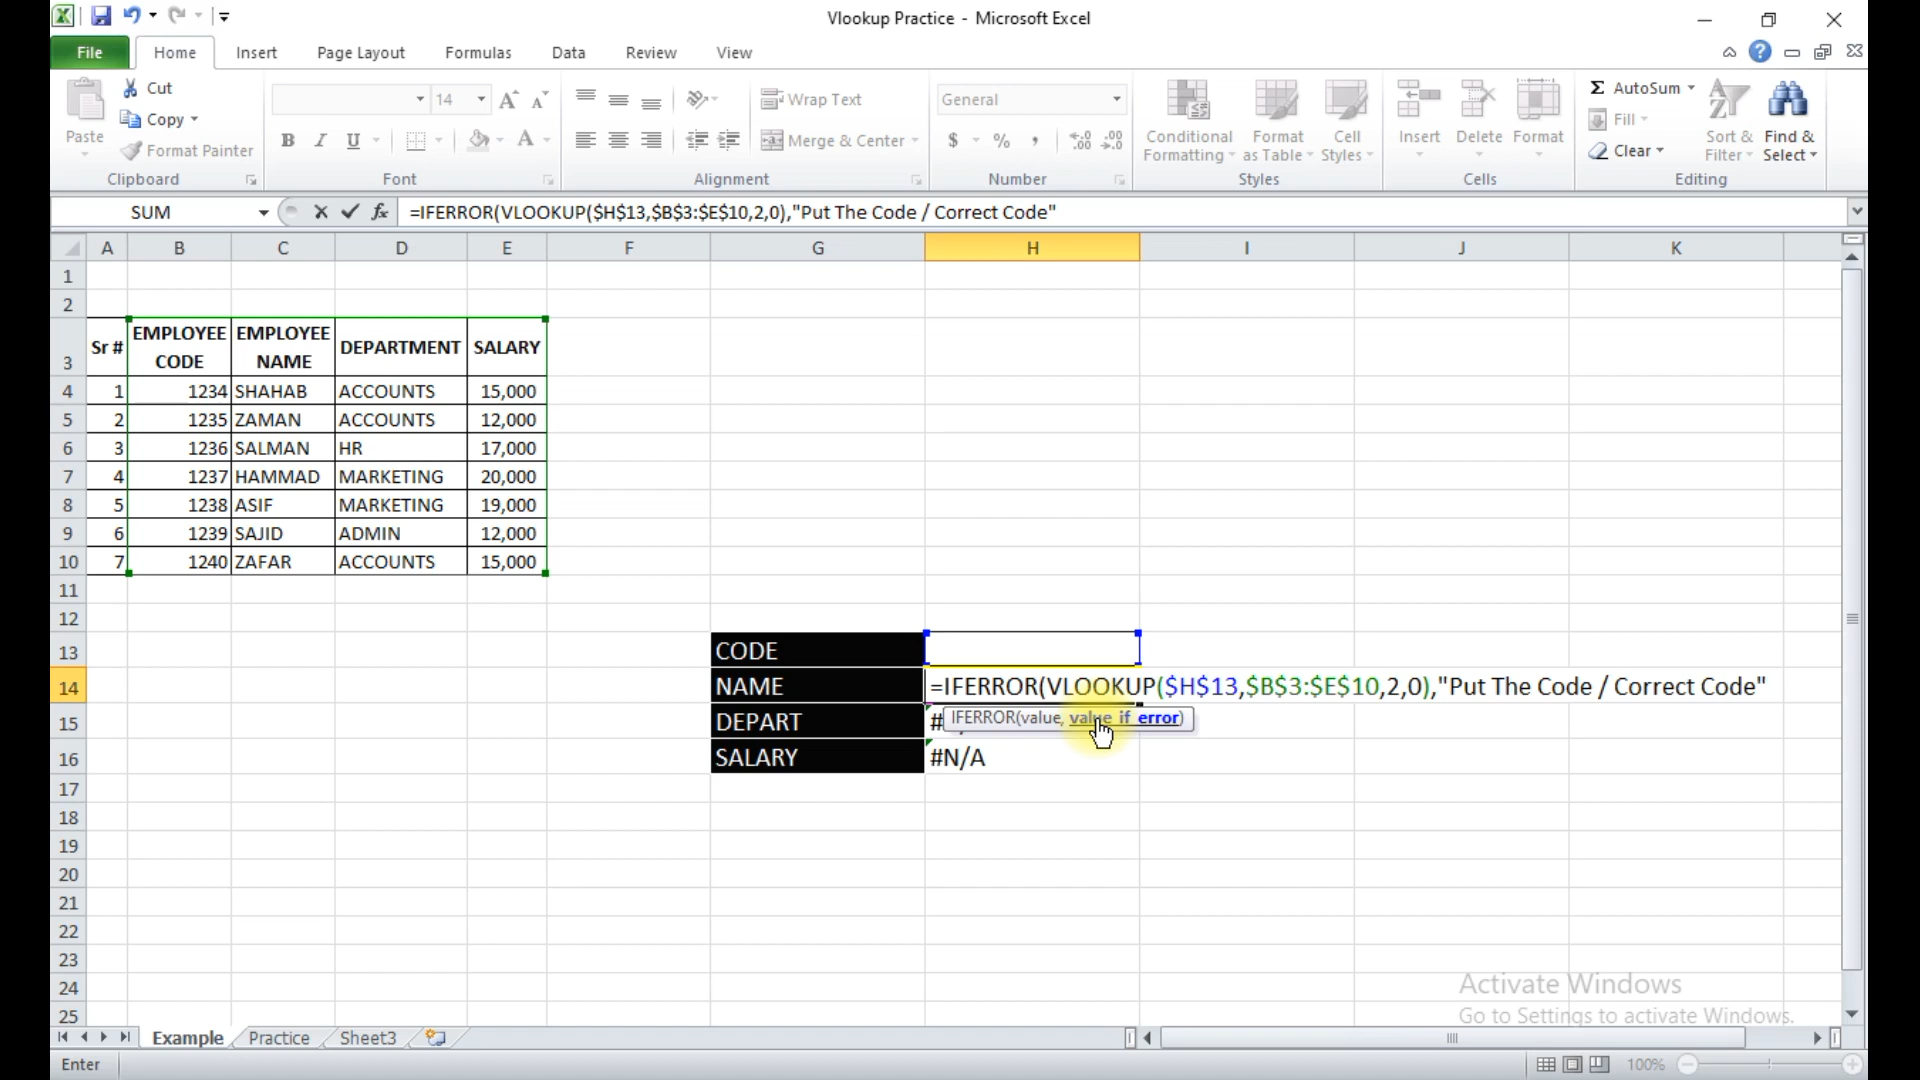 Vlookup Practice - Microsoft Excel
File Home Insert Page Layout Formulas Data Review View
Cut
Copy
Format Painter
Paste
Clipboard
14
B I U
Font
Wrap Text
Merge & Center
Alignment
General
$ % ,
Number
Conditional Formatting
Format as Table
Cell Styles
Styles
Insert Delete Format
Cells
AutoSum
Fill
Clear
Sort & Filter
Find & Select
Editing
SUM =IFERROR(VLOOKUP($H$13,$B$3:$E$10,2,0),"Put The Code / Correct Code"
A B C D E F G H I J K
1
2
3 Sr # EMPLOYEE CODE EMPLOYEE NAME DEPARTMENT SALARY
4 1 1234 SHAHAB ACCOUNTS 15,000
5 2 1235 ZAMAN ACCOUNTS 12,000
6 3 1236 SALMAN HR 17,000
7 4 1237 HAMMAD MARKETING 20,000
8 5 1238 ASIF MARKETING 19,000
9 6 1239 SAJID ADMIN 12,000
10 7 1240 ZAFAR ACCOUNTS 15,000
11
12
13 CODE
14 NAME =IFERROR(VLOOKUP($H$13,$B$3:$E$10,2,0),"Put The Code / Correct Code"
15 DEPART # IFERROR(value, value_if_error)
16 SALARY #N/A
17
18
19
20
21
22
23
24 Activate Windows
25 Go to Settings to activate Windows.
Example Practice Sheet3
Enter 100%